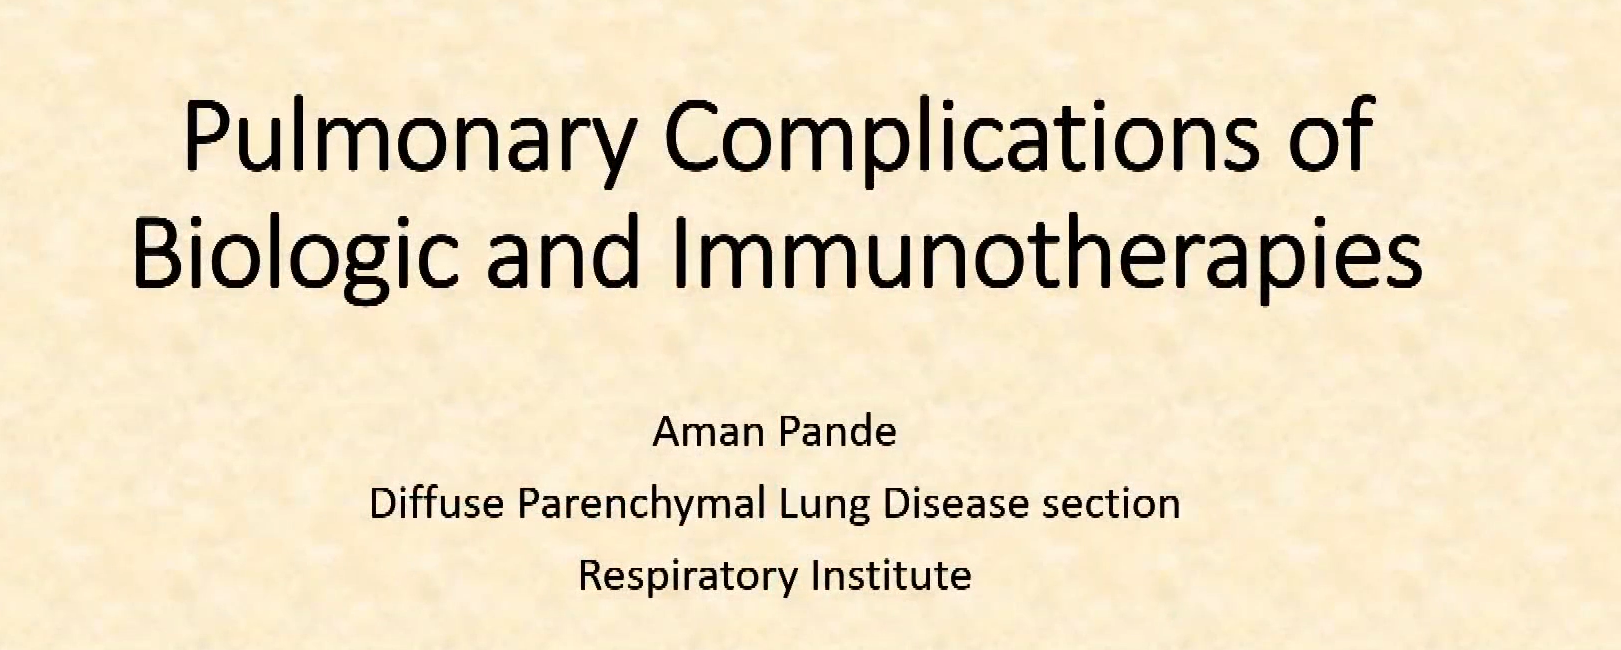 Pulmonary Complications of
Biologic and Immunotherapies
Aman Pande
Diffuse Parenchymal Lung Disease section
Respiratory Institute